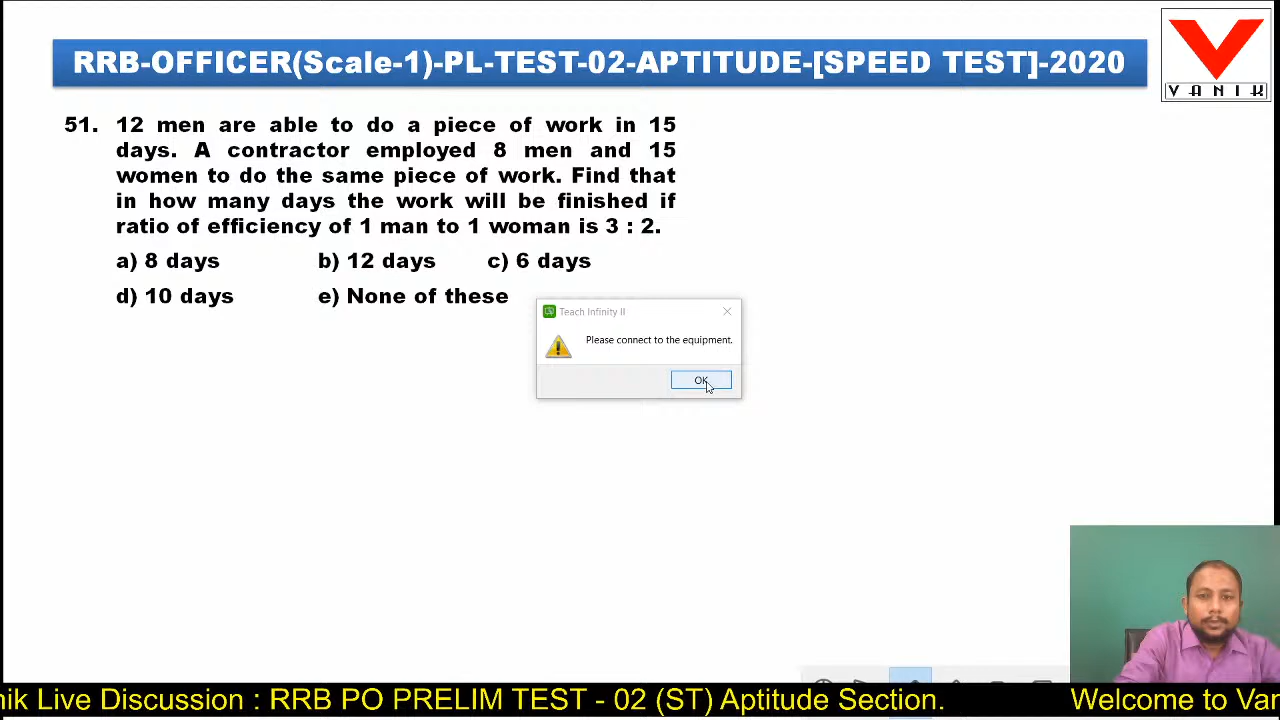 RRB-OFFICER(Scale-1)-PL-TEST-02-APTITUDE-[SPEED TEST]-2020
VANIK
51. 12 men are able to do a piece of work in 15
days. A contractor employed 8 men and 15
women to do the same piece of work. Find that
in how many days the work will be finished if
ratio of efficiency of 1 man to 1 woman is 3 : 2.
a) 8 days b) 12 days c) 6 days
d) 10 days e) None of these
Teach Infinity II
Please connect to the equipment.
OK
nik Live Discussion : RRB PO PRELIM TEST - 02 (ST) Aptitude Section. Welcome to Van